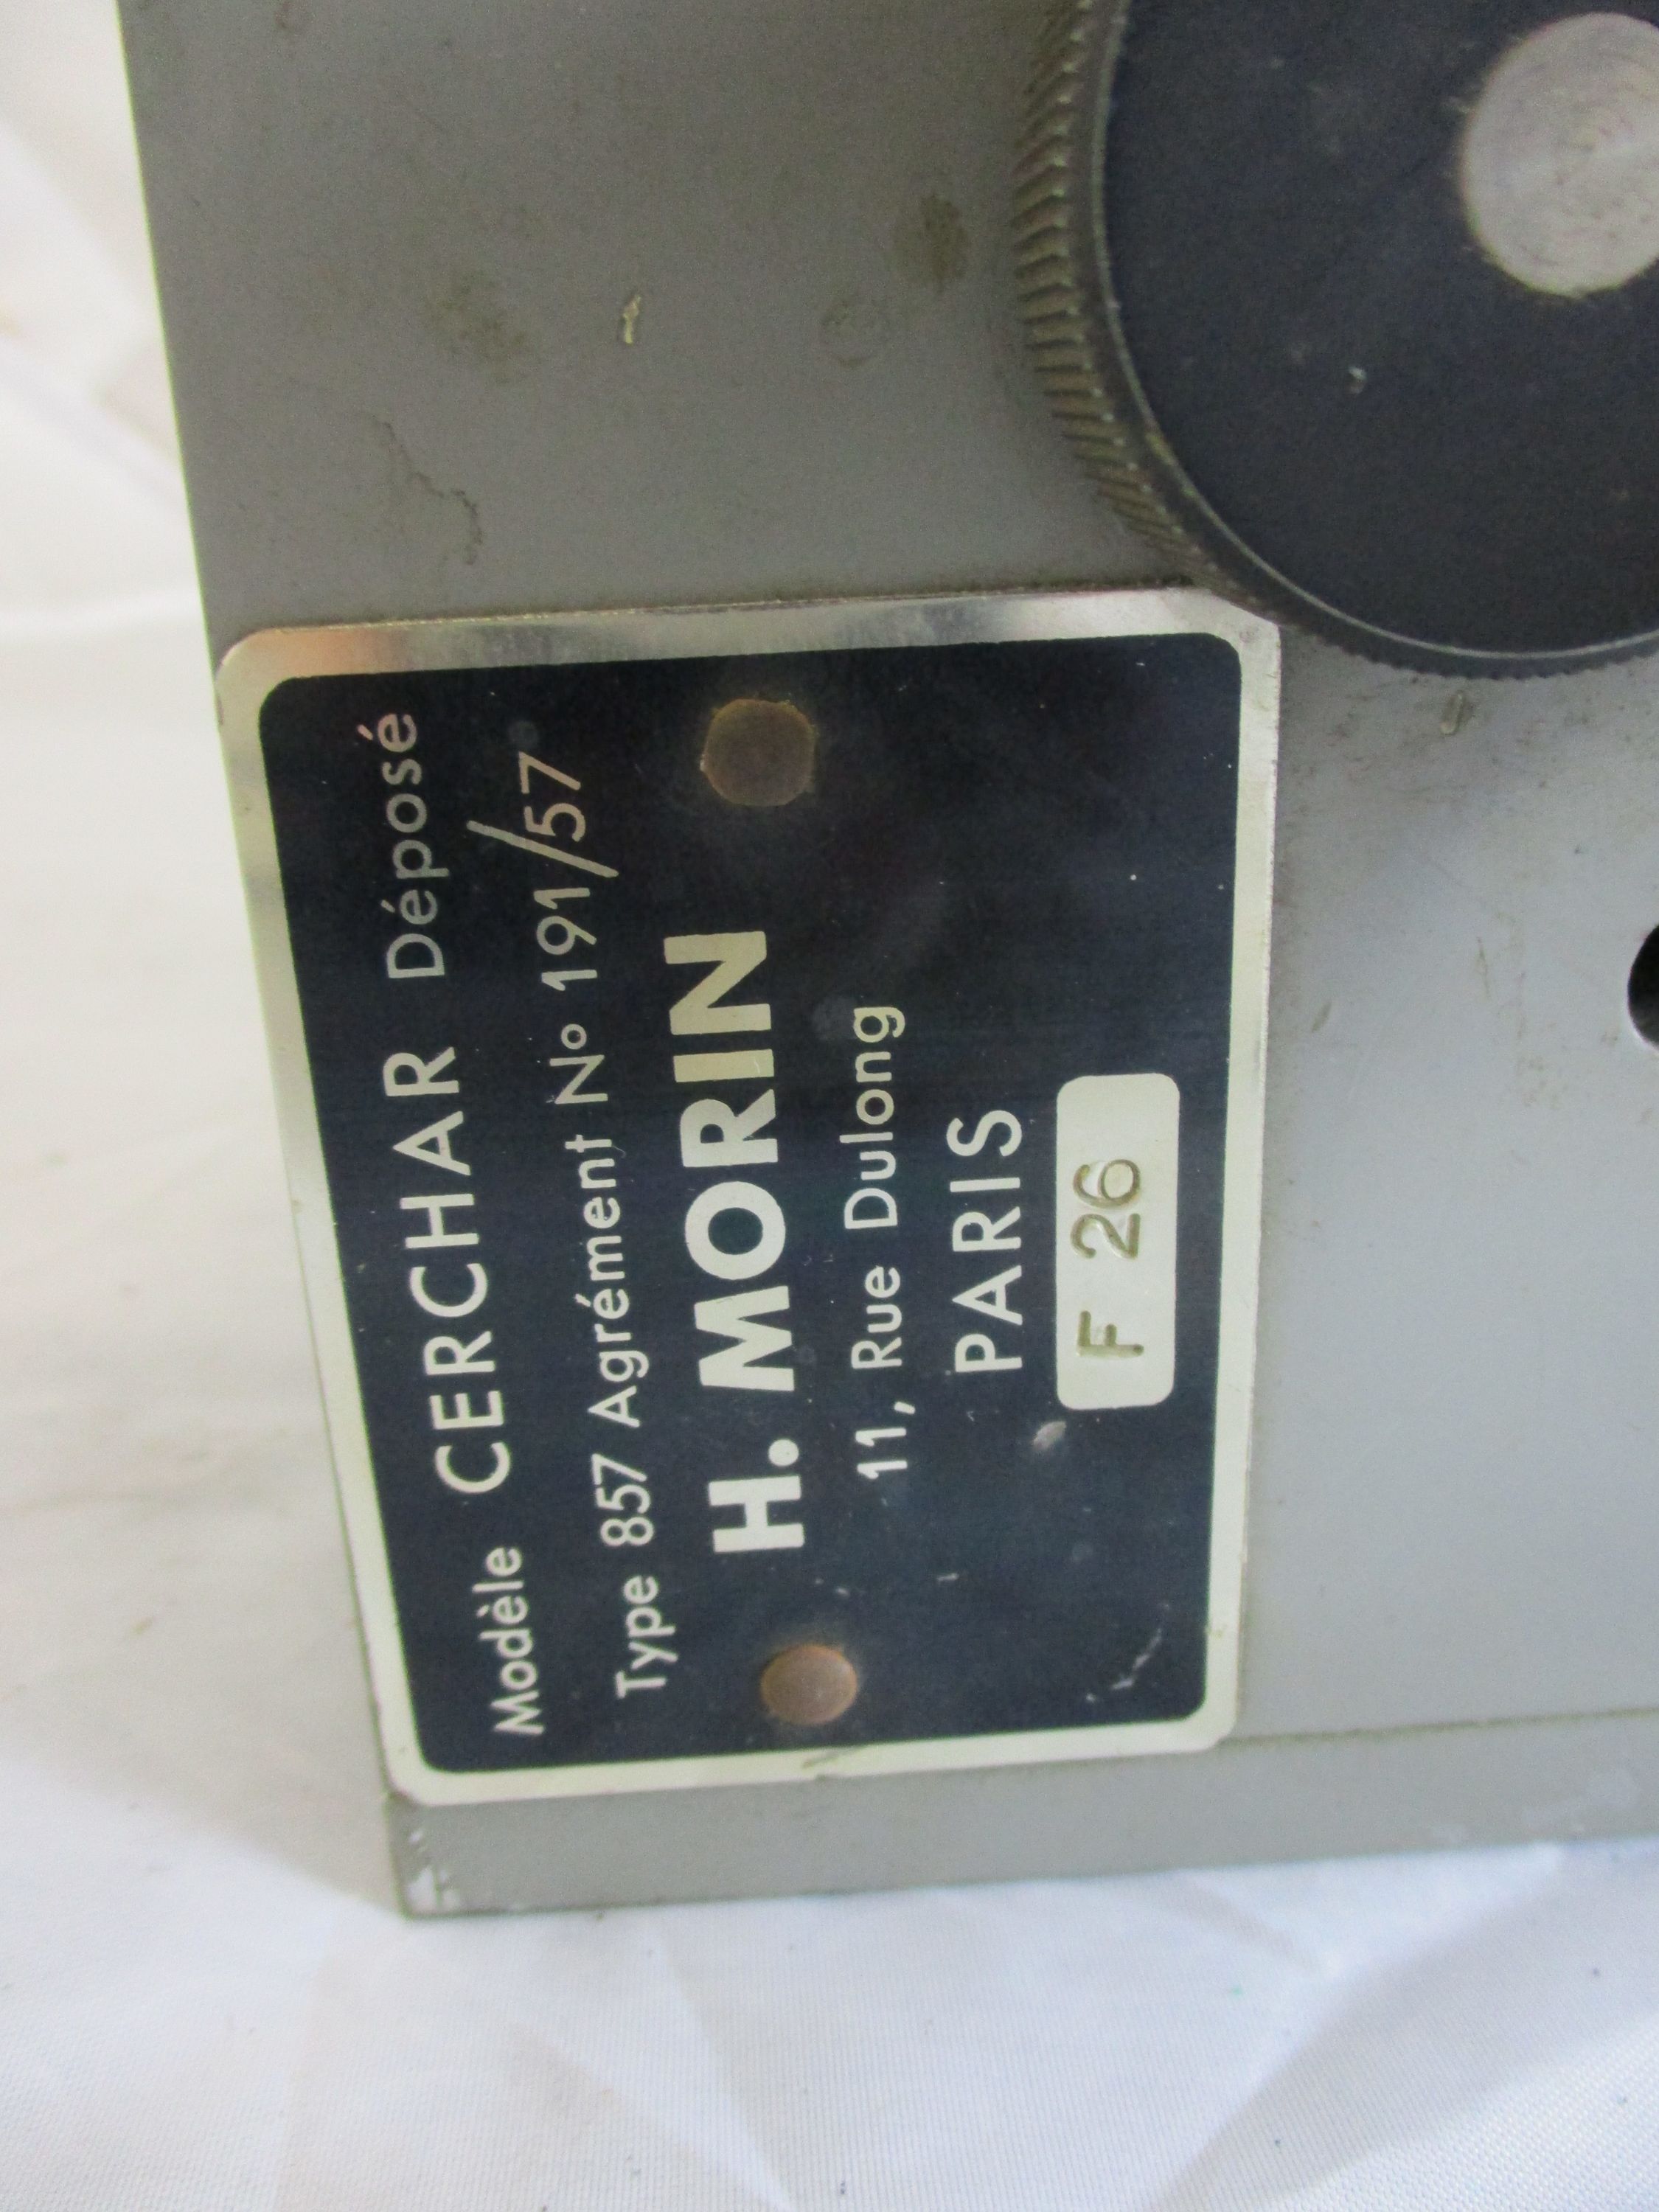 Modèle CERCHAR Déposé
Type 857 Agrément No 191/57
H. MORIN
11, Rue Dulong
PARIS
F 26